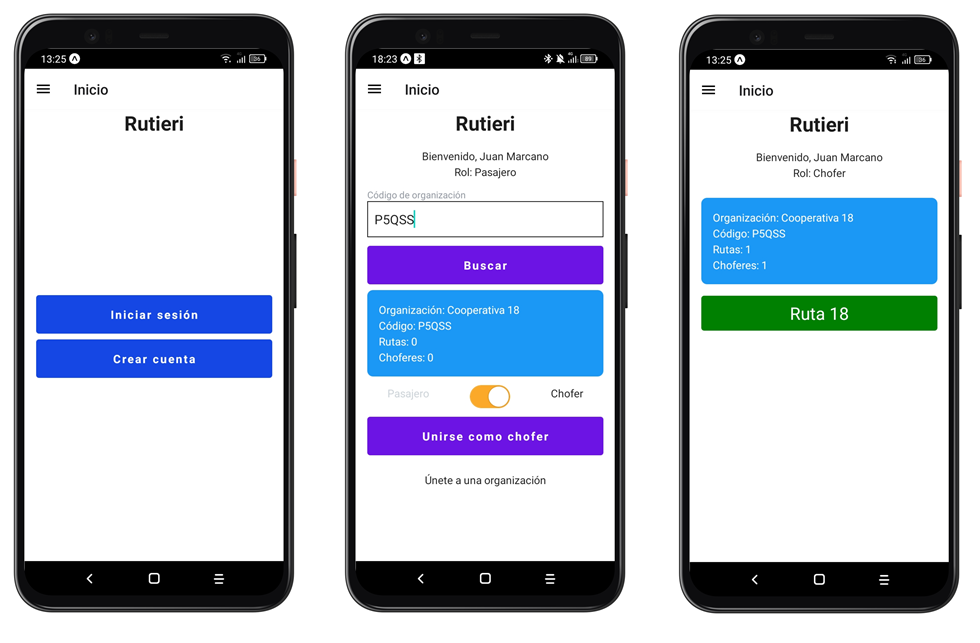 13:25
Inicio
Rutieri
Iniciar sesión
Crear cuenta
18:23
4G
89
Inicio
Rutieri
Bienvenido, Juan Marcano
Rol: Pasajero
Código de organización
P5QSS
Buscar
Organización: Cooperativa 18
Código: P5QSS
Rutas: 0
Choferes: 0
Pasajero
Chofer
Unirse como chofer
Únete a una organización
13:25
Inicio
Rutieri
Bienvenido, Juan Marcano
Rol: Chofer
Organización: Cooperativa 18
Código: P5QSS
Rutas: 1
Choferes: 1
Ruta 18